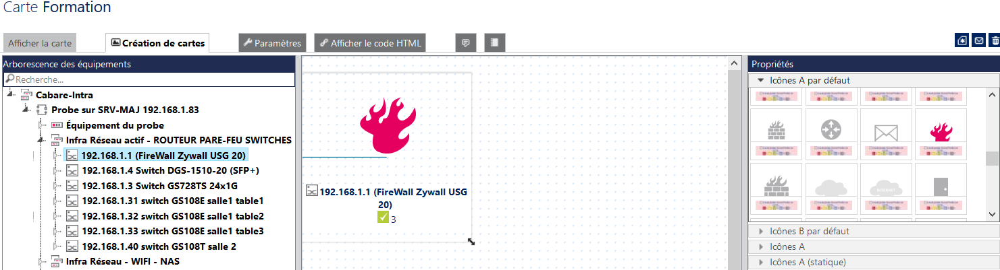 Carte Formation
Afficher la carte
Création de cartes
Paramètres
Afficher le code HTML
Arborescence des équipements
Recherche...
Cabare-Intra
Probe sur SRV-MAJ 192.168.1.83
Équipement du probe
Infra Réseau actif - ROUTEUR PARE-FEU SWITCHES
192.168.1.1 (FireWall Zywall USG 20)
192.168.1.4 Switch DGS-1510-20 (SFP+)
192.168.1.3 Switch GS728TS 24x1G
192.168.1.31 switch GS108E salle1 table1
192.168.1.32 switch GS108E salle1 table2
192.168.1.33 switch GS108E salle1 table3
192.168.1.40 switch GS108T salle 2
Infra Réseau - WIFI - NAS
192.168.1.1 (FireWall Zywall USG
20)
3
Propriétés
Icônes A par défaut
INTERNET
Icônes B par défaut
Icônes A
Icônes A (statique)